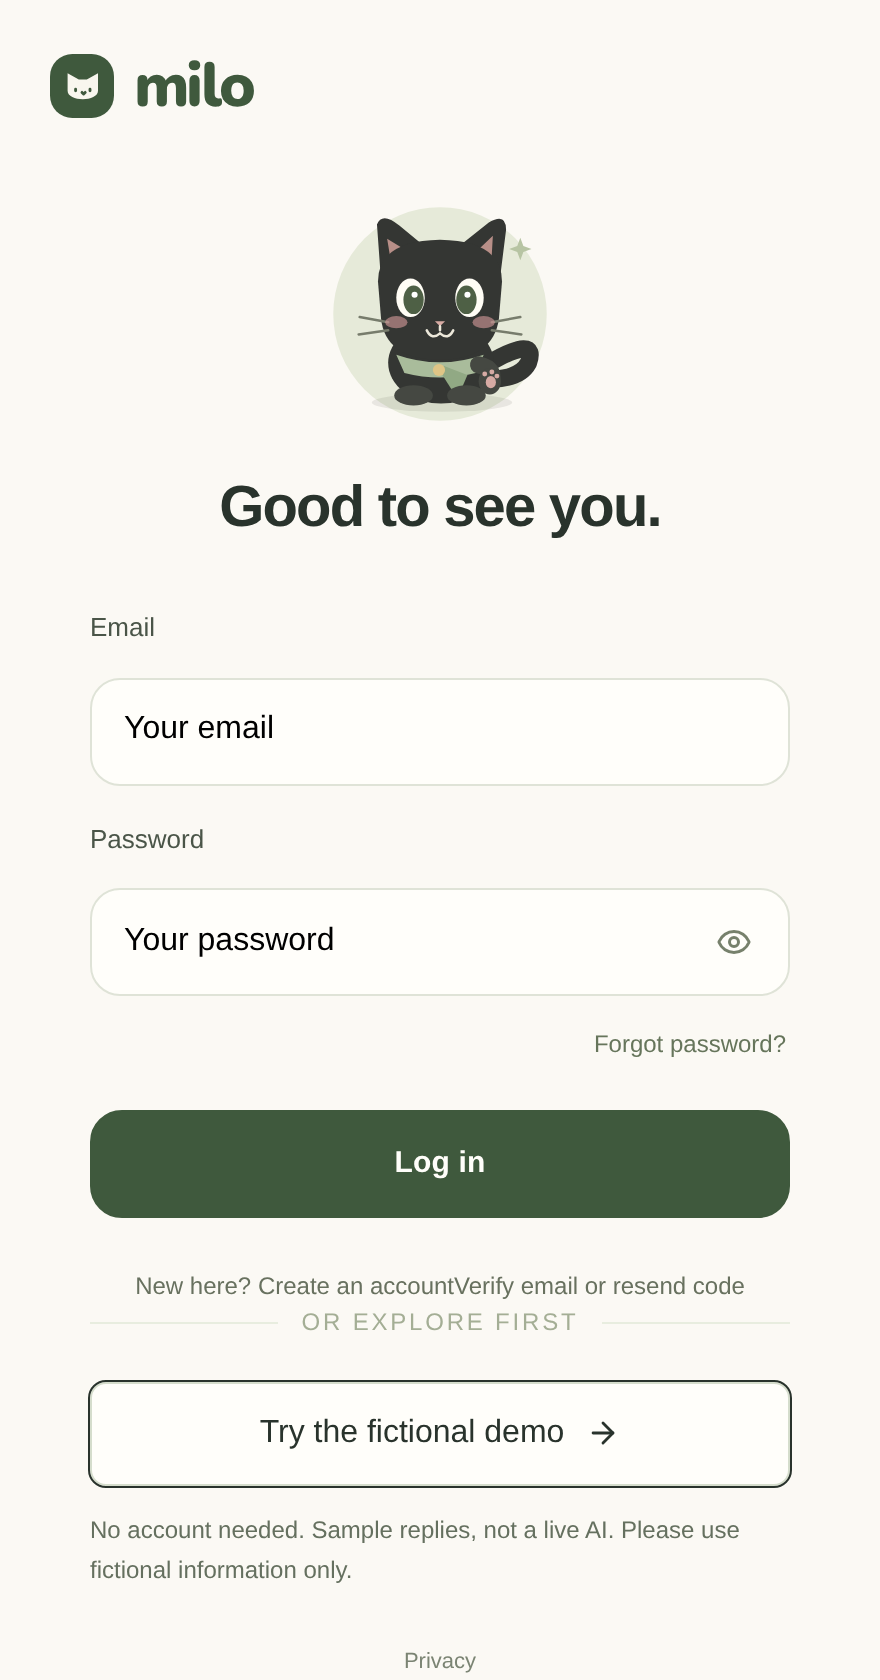 milo
Good to see you.
Email
Your email
Password
Your password
Forgot password?
Log in
New here? Create an accountVerify email or resend code
OR EXPLORE FIRST
Try the fictional demo
No account needed. Sample replies, not a live AI. Please use
fictional information only.
Privacy